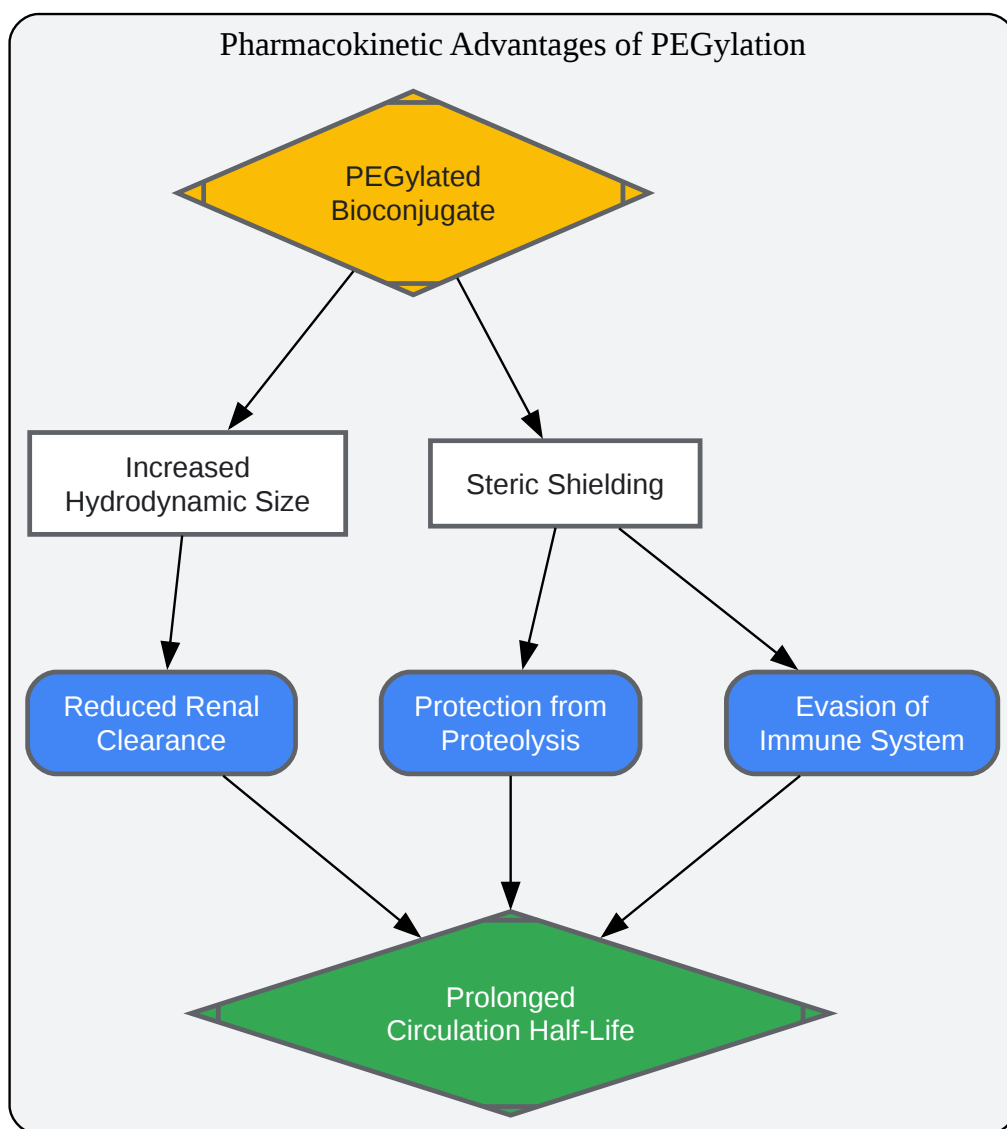 Pharmacokinetic Advantages of PEGylation
PEGylated
Bioconjugate
Increased
Hydrodynamic Size
Steric Shielding
Reduced Renal
Clearance
Protection from
Proteolysis
Evasion of
Immune System
Prolonged
Circulation Half-Life